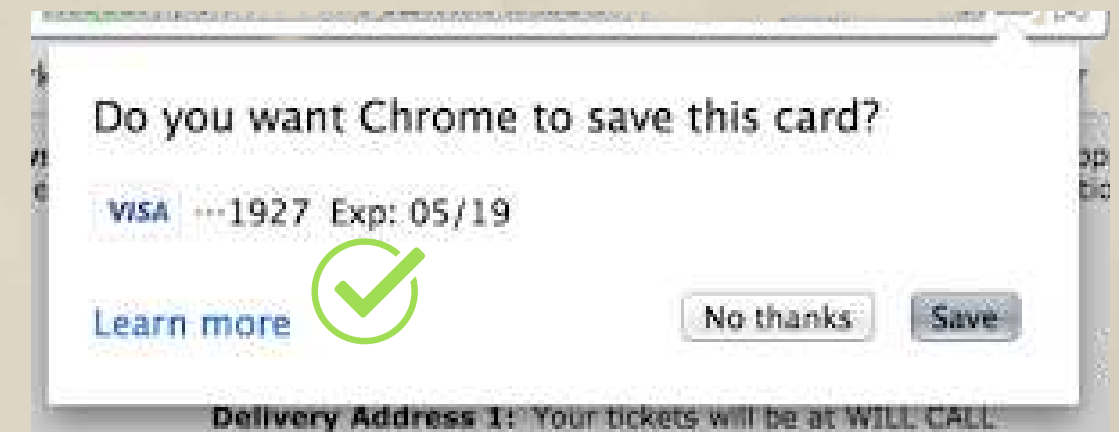 Do you want Chrome to save this card?
VISA ···1927 Exp: 05/19
Learn more
No thanks
Save
Delivery Address 1: Your tickets will be at WILL CALL